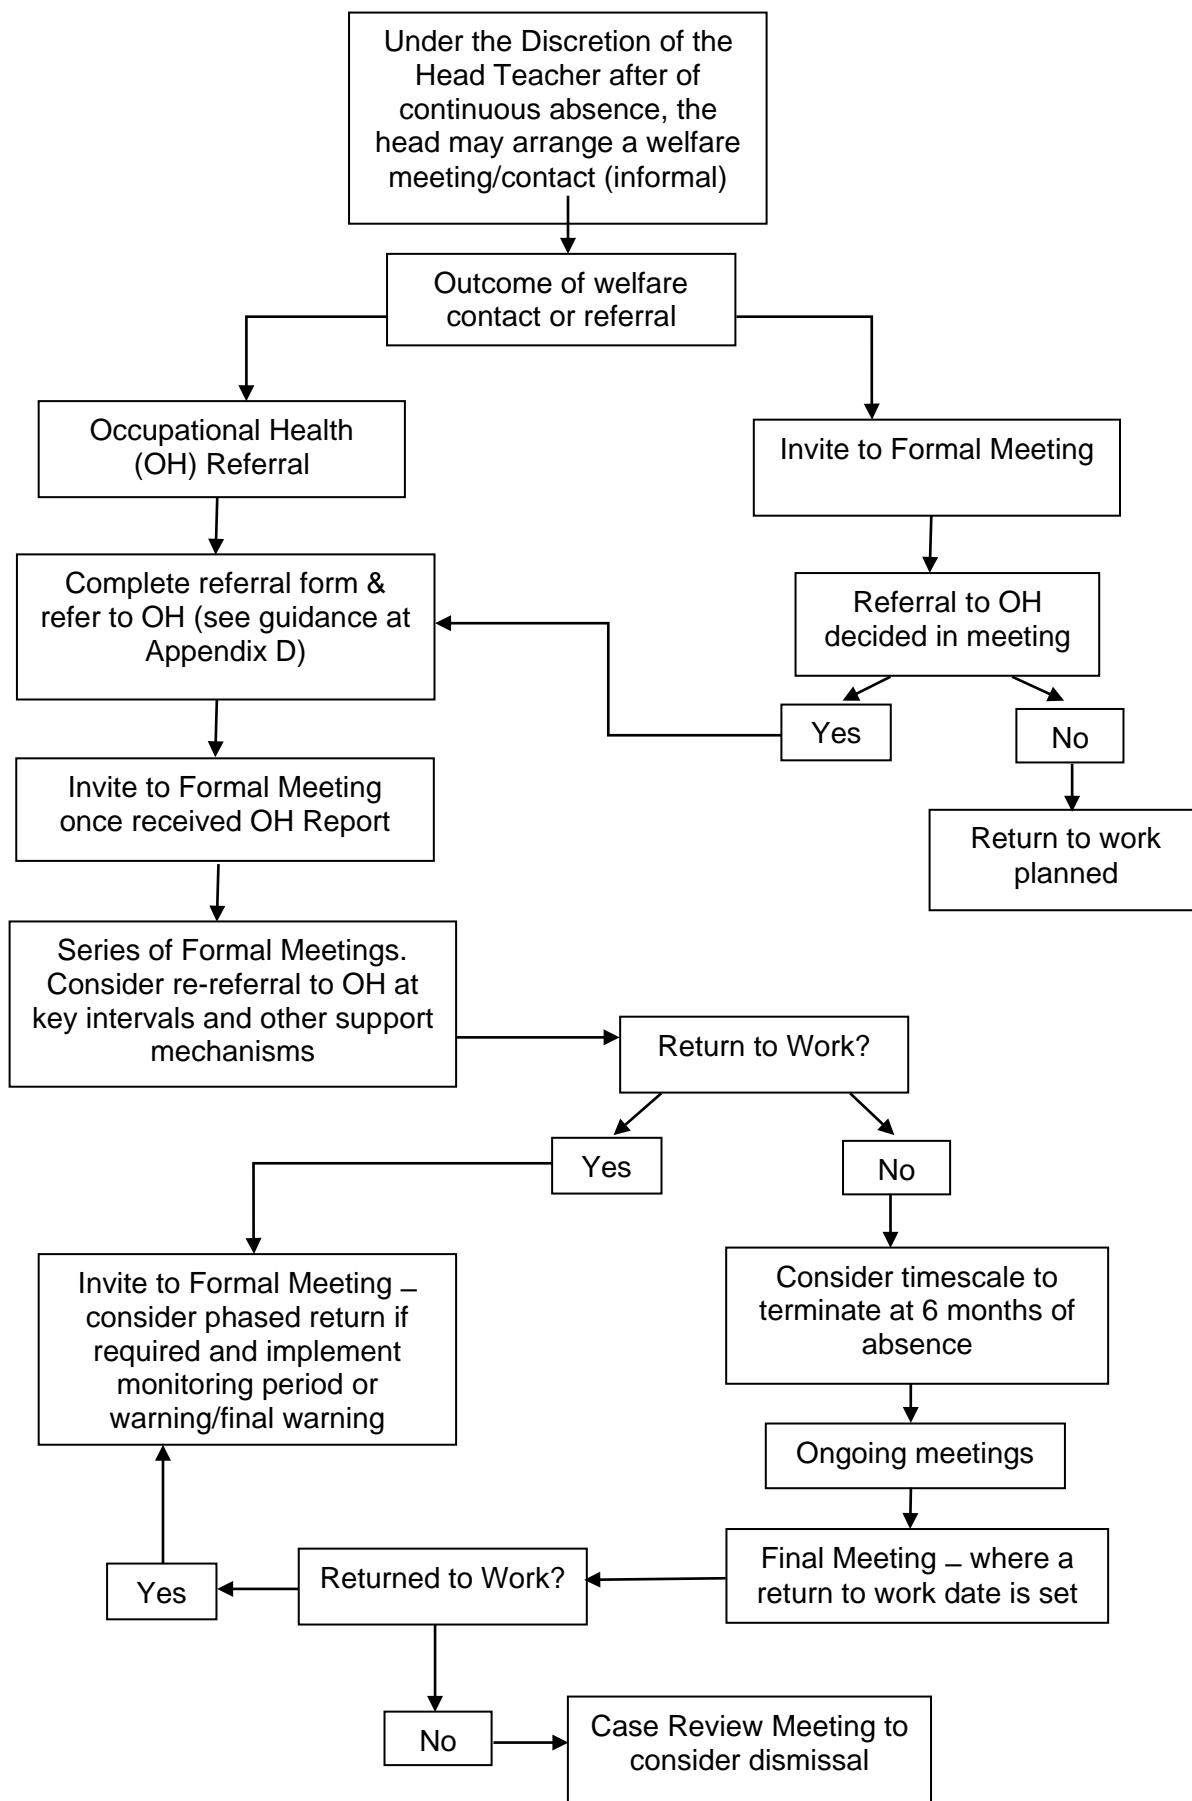 Under the Discretion of the
Head Teacher after of
continuous absence, the
head may arrange a welfare
meeting/contact (informal)
Outcome of welfare
contact or referral
Occupational Health
(OH) Referral
Invite to Formal Meeting
Complete referral form &
refer to OH (see guidance at
Appendix D)
Referral to OH
decided in meeting
Yes
No
Invite to Formal Meeting
once received OH Report
Return to work
planned
Series of Formal Meetings.
Consider re-referral to OH at
key intervals and other support
mechanisms
Return to Work?
Yes
No
Invite to Formal Meeting –
consider phased return if
required and implement
monitoring period or
warning/final warning
Consider timescale to
terminate at 6 months of
absence
Ongoing meetings
Final Meeting – where a
return to work date is set
Returned to Work?
Yes
No
Case Review Meeting to
consider dismissal